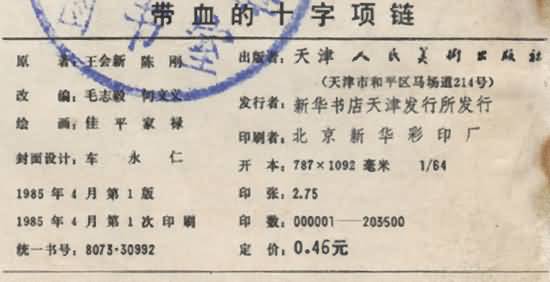 带血的十字项链
原 著:王会新 陈 刚
改 编:毛志毅 何文义
绘 画:佳 平 家 禄
封面设计:车 永 仁
1985年4月第1版
1985年4月第1次印刷
统一书号:8073·30992
出版者:天津人民美術出版社
(天津市和平区马场道214号)
发行者:新华书店天津发行所发行
印刷者:北京新华彩印厂
开 本:787×1092 毫米 1/64
印 张:2.75
印 数:000001—203500
定 价:0.46元